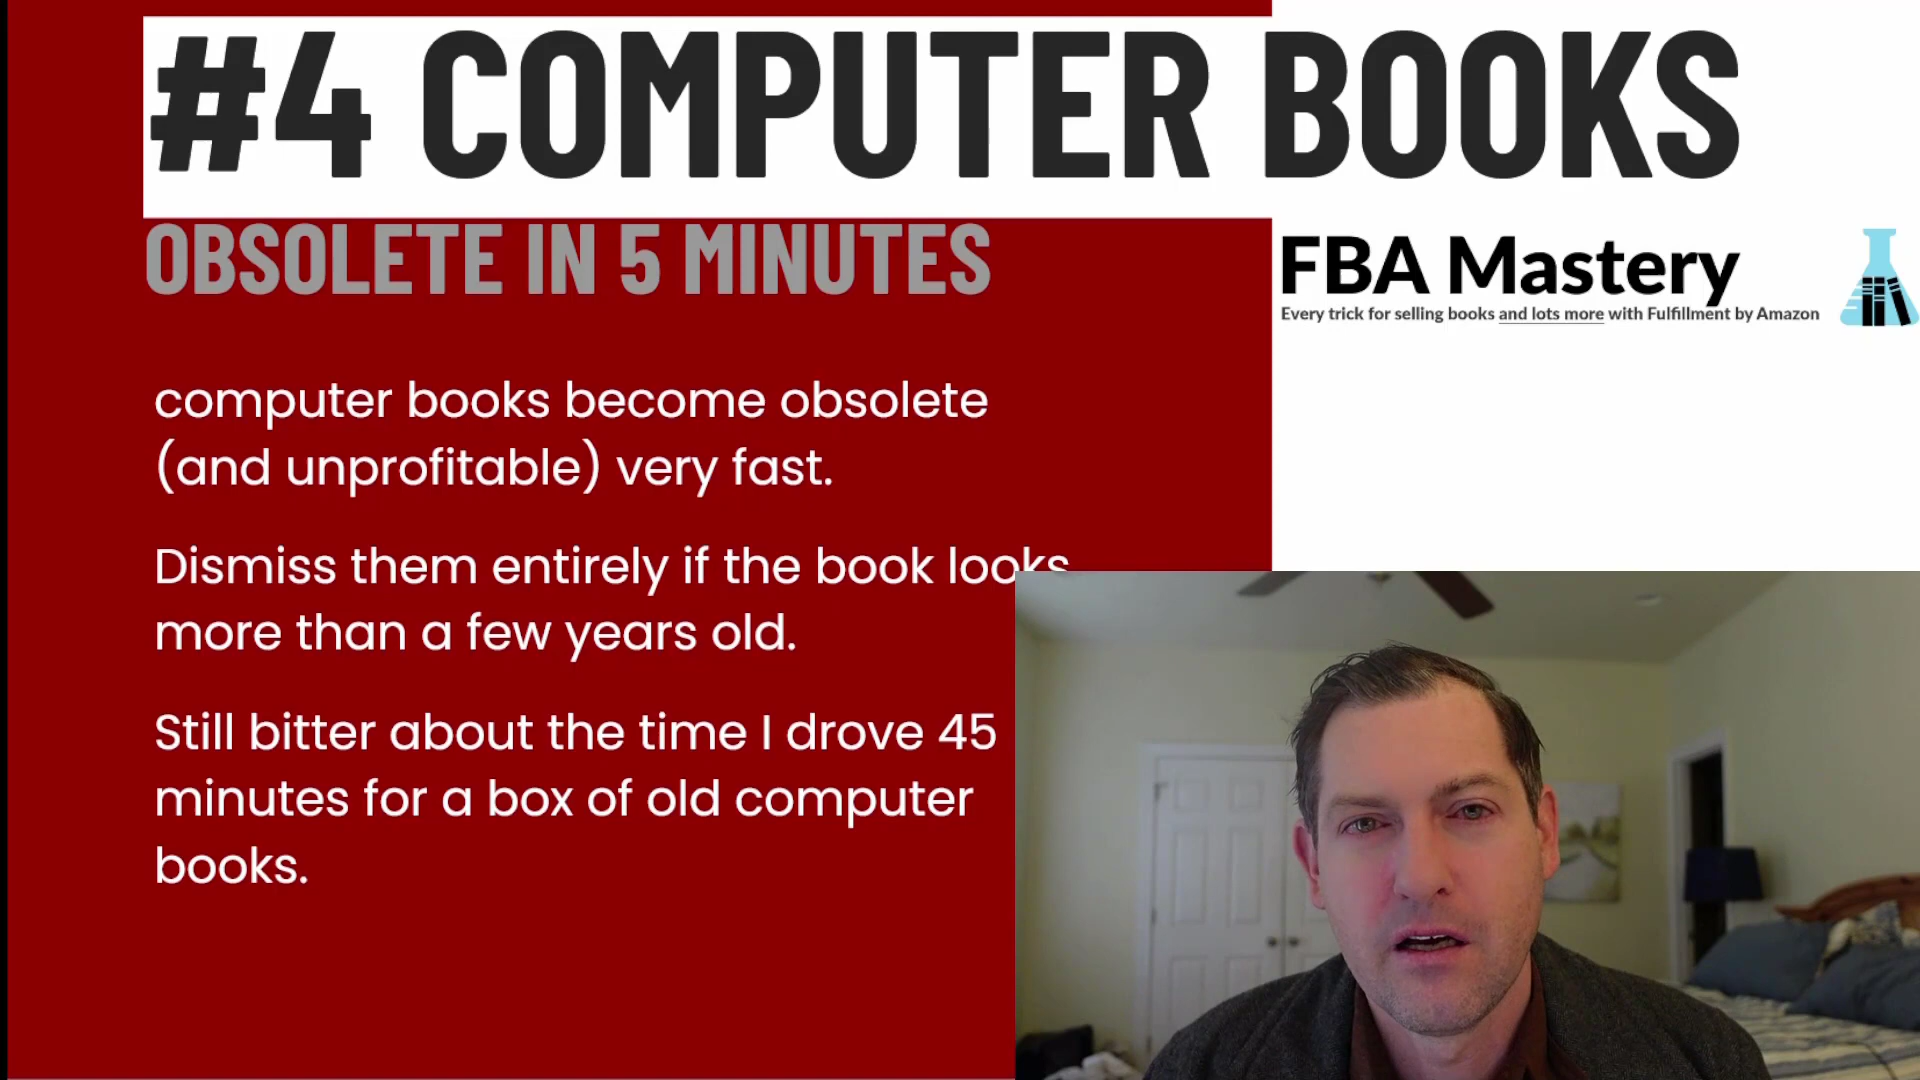 #4 COMPUTER BOOKS
OBSOLETE IN 5 MINUTES
FBA Mastery
Every trick for selling books and lots more with Fulfillment by Amazon
computer books become obsolete
(and unprofitable) very fast.
Dismiss them entirely if the book looks
more than a few years old.
Still bitter about the time I drove 45
minutes for a box of old computer
books.